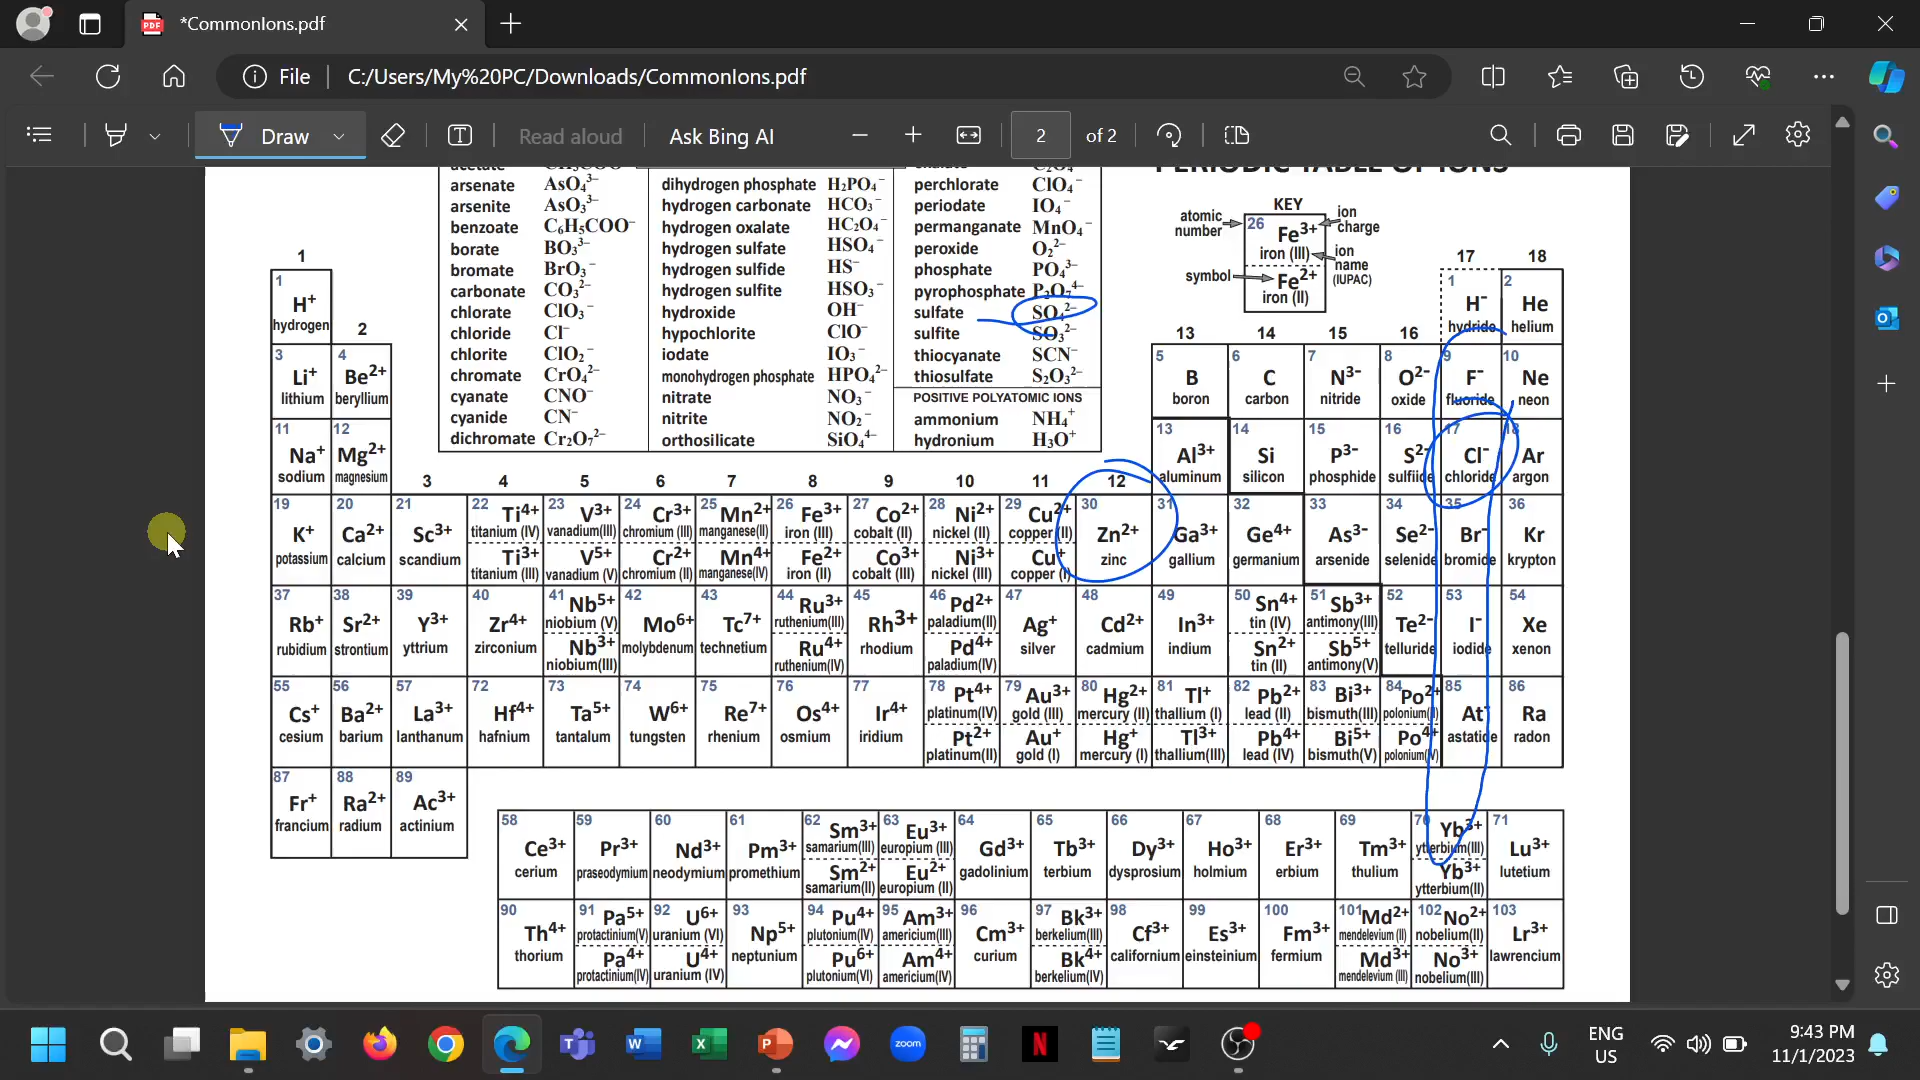 *CommonIons.pdf
File
C:/Users/My%20PC/Downloads/CommonIons.pdf
Draw
Read aloud
Ask Bing AI
2
of 2
PERIODIC TABLE OF IONS
acetate CH₃COO⁻
arsenate AsO₄³⁻
arsenite AsO₃³⁻
benzoate C₆H₅COO⁻
borate BO₃³⁻
bromate BrO₃⁻
carbonate CO₃²⁻
chlorate ClO₃⁻
chloride Cl⁻
chlorite ClO₂⁻
chromate CrO₄²⁻
cyanate CNO⁻
cyanide CN⁻
dichromate Cr₂O₇²⁻
dihydrogen phosphate H₂PO₄⁻
hydrogen carbonate HCO₃⁻
hydrogen oxalate HC₂O₄⁻
hydrogen sulfate HSO₄⁻
hydrogen sulfide HS⁻
hydrogen sulfite HSO₃⁻
hydroxide OH⁻
hypochlorite ClO⁻
iodate IO₃⁻
monohydrogen phosphate HPO₄²⁻
nitrate NO₃⁻
nitrite NO₂⁻
orthosilicate SiO₄⁴⁻
perchlorate ClO₄⁻
periodate IO₄⁻
permanganate MnO₄⁻
peroxide O₂²⁻
phosphate PO₄³⁻
pyrophosphate P₂O₇⁴⁻
sulfate SO₄²⁻
sulfite SO₃²⁻
thiocyanate SCN⁻
thiosulfate S₂O₃²⁻
POSITIVE POLYATOMIC IONS
ammonium NH₄⁺
hydronium H₃O⁺
KEY
atomic number
26 Fe³⁺
ion charge
iron (III)
ion name (IUPAC)
symbol
Fe²⁺
iron (II)
1 2 3 4 5 6 7 8 9 10 11 12 13 14 15 16 17 18
1 H⁺ hydrogen
1 H⁻ hydride
2 He helium
3 Li⁺ lithium
4 Be²⁺ beryllium
5 B boron
6 C carbon
7 N³⁻ nitride
8 O²⁻ oxide
9 F⁻ fluoride
10 Ne neon
11 Na⁺ sodium
12 Mg²⁺ magnesium
13 Al³⁺ aluminum
14 Si silicon
15 P³⁻ phosphide
16 S²⁻ sulfiide
17 Cl⁻ chloride
18 Ar argon
19 K⁺ potassium
20 Ca²⁺ calcium
21 Sc³⁺ scandium
22 Ti⁴⁺ titanium (IV) Ti³⁺ titanium (III)
23 V³⁺ vanadium(III) V⁵⁺ vanadium (V)
24 Cr³⁺ chromium (III) Cr²⁺ chromium (II)
25 Mn²⁺ manganese(II) Mn⁴⁺ manganese(IV)
26 Fe³⁺ iron (III) Fe²⁺ iron (II)
27 Co²⁺ cobalt (II) Co³⁺ cobalt (III)
28 Ni²⁺ nickel (II) Ni³⁺ nickel (III)
29 Cu²⁺ copper (II) Cu⁺ copper (I)
30 Zn²⁺ zinc
31 Ga³⁺ gallium
32 Ge⁴⁺ germanium
33 As³⁻ arsenide
34 Se²⁻ selenide
35 Br⁻ bromide
36 Kr krypton
37 Rb⁺ rubidium
38 Sr²⁺ strontium
39 Y³⁺ yttrium
40 Zr⁴⁺ zirconium
41 Nb⁵⁺ niobium (V) Nb³⁺ niobium(III)
42 Mo⁶⁺ molybdenum
43 Tc⁷⁺ technetium
44 Ru³⁺ ruthenium(III) Ru⁴⁺ ruthenium(IV)
45 Rh³⁺ rhodium
46 Pd²⁺ paladium(II) Pd⁴⁺ paladium(IV)
47 Ag⁺ silver
48 Cd²⁺ cadmium
49 In³⁺ indium
50 Sn⁴⁺ tin (IV) Sn²⁺ tin (II)
51 Sb³⁺ antimony(III) Sb⁵⁺ antimony(V)
52 Te²⁻ telluride
53 I⁻ iodide
54 Xe xenon
55 Cs⁺ cesium
56 Ba²⁺ barium
57 La³⁺ lanthanum
72 Hf⁴⁺ hafnium
73 Ta⁵⁺ tantalum
74 W⁶⁺ tungsten
75 Re⁷⁺ rhenium
76 Os⁴⁺ osmium
77 Ir⁴⁺ iridium
78 Pt⁴⁺ platinum(IV) Pt²⁺ platinum(II)
79 Au³⁺ gold (III) Au⁺ gold (I)
80 Hg²⁺ mercury (II) Hg⁺ mercury (I)
81 Tl⁺ thallium (I) Tl³⁺ thallium(III)
82 Pb²⁺ lead (II) Pb⁴⁺ lead (IV)
83 Bi³⁺ bismuth(III) Bi⁵⁺ bismuth(V)
84 Po²⁺ Po⁴⁺ polonium(IV)
85 At⁻ astatide
86 Ra radon
87 Fr⁺ francium
88 Ra²⁺ radium
89 Ac³⁺ actinium
58 Ce³⁺ cerium
59 Pr³⁺ praseodymium
60 Nd³⁺ neodymium
61 Pm³⁺ promethium
62 Sm³⁺ samarium(III) Sm²⁺ samarium(II)
63 Eu³⁺ europium (III) Eu²⁺ europium (II)
64 Gd³⁺ gadolinium
65 Tb³⁺ terbium
66 Dy³⁺ dysprosium
67 Ho³⁺ holmium
68 Er³⁺ erbium
69 Tm³⁺ thulium
70 Yb³⁺ ytterbium(III) Yb³⁺ ytterbium(II)
71 Lu³⁺ lutetium
90 Th⁴⁺ thorium
91 Pa⁵⁺ protactinium(V) Pa⁴⁺ protactinium(IV)
92 U⁶⁺ uranium (VI) U⁴⁺ uranium (IV)
93 Np⁵⁺ neptunium
94 Pu⁴⁺ plutonium(IV) Pu⁶⁺ plutonium(VI)
95 Am³⁺ americium(III) Am⁴⁺ americium(IV)
96 Cm³⁺ curium
97 Bk³⁺ berkelium(III) Bk⁴⁺ berkelium(IV)
98 Cf³⁺ californium
99 Es³⁺ einsteinium
100 Fm³⁺ fermium
101 Md²⁺ mendelevium (II) Md³⁺ mendelevium (III)
102 No²⁺ nobelium(II) No³⁺ nobelium(III)
103 Lr³⁺ lawrencium
zoom
ENG
US
9:43 PM
11/1/2023